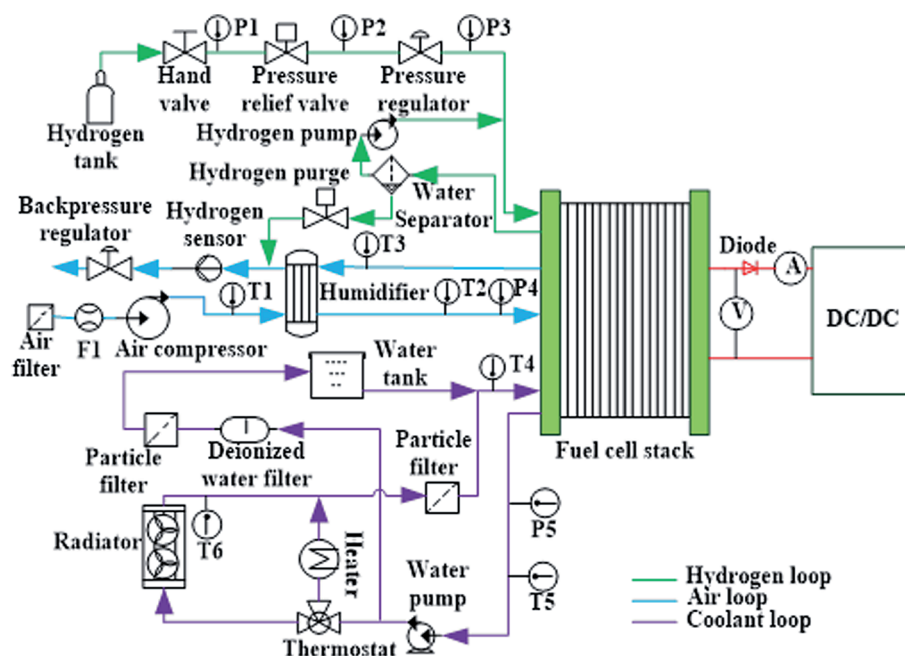 P1
P2
P3
Hand
valve
Pressure
relief valve
Pressure
regulator
Hydrogen
tank
Hydrogen pump
Hydrogen purge
Water
Separator
Backpressure
regulator
Hydrogen
sensor
T3
Diode
A
T1
Humidifier
T2
P4
V
DC/DC
Air
filter
F1
Air compressor
Water
tank
T4
Particle
filter
Deionized
water filter
Particle
filter
Fuel cell stack
Radiator
T6
Heater
Water
pump
P5
T5
Thermostat
Hydrogen loop
Air loop
Coolant loop